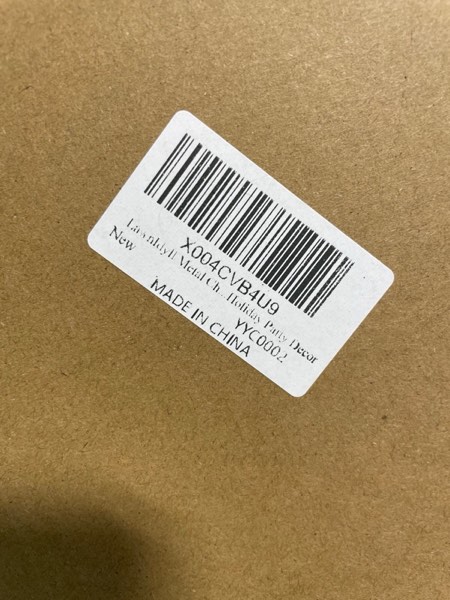 X004CVB4U9
Metal Ch...Holiday Party Decor
New YYC0002
MADE IN CHINA